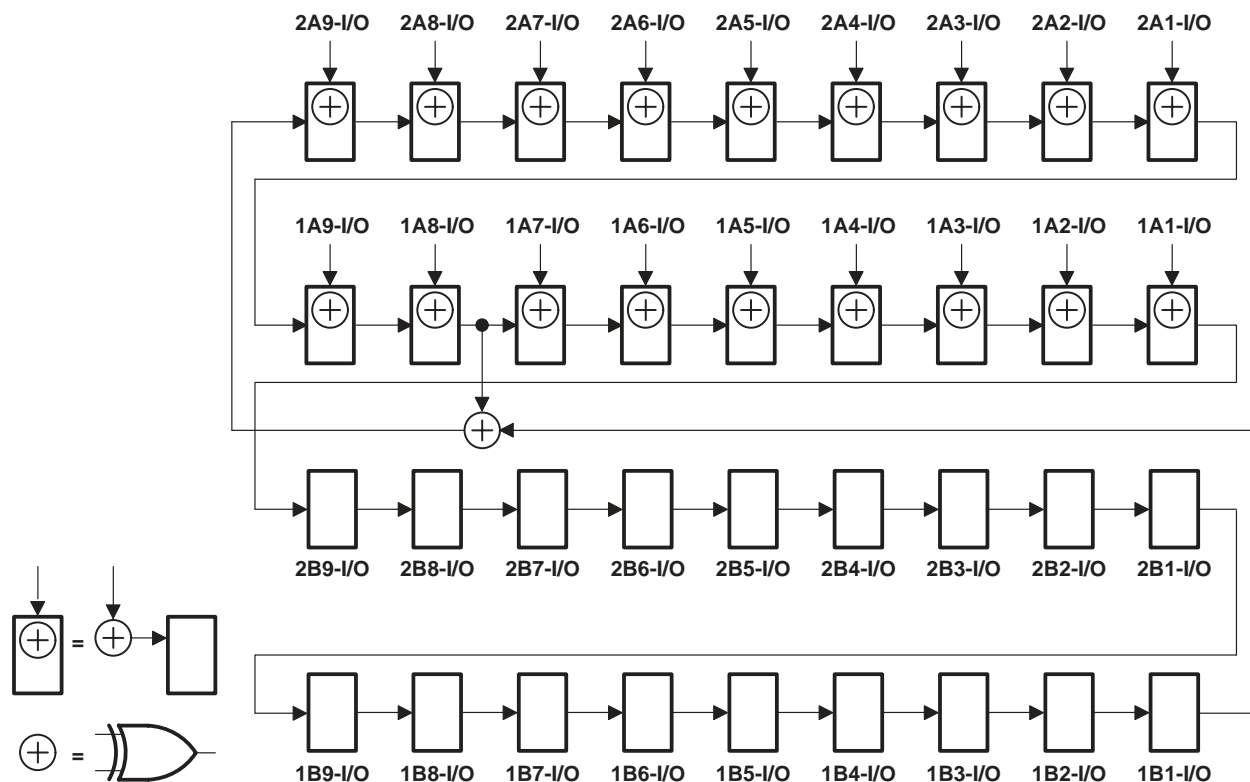 2A9-I/O 2A8-I/O 2A7-I/O 2A6-I/O 2A5-I/O 2A4-I/O 2A3-I/O 2A2-I/O 2A1-I/O
1A9-I/O 1A8-I/O 1A7-I/O 1A6-I/O 1A5-I/O 1A4-I/O 1A3-I/O 1A2-I/O 1A1-I/O
2B9-I/O 2B8-I/O 2B7-I/O 2B6-I/O 2B5-I/O 2B4-I/O 2B3-I/O 2B2-I/O 2B1-I/O
=
=
1B9-I/O 1B8-I/O 1B7-I/O 1B6-I/O 1B5-I/O 1B4-I/O 1B3-I/O 1B2-I/O 1B1-I/O